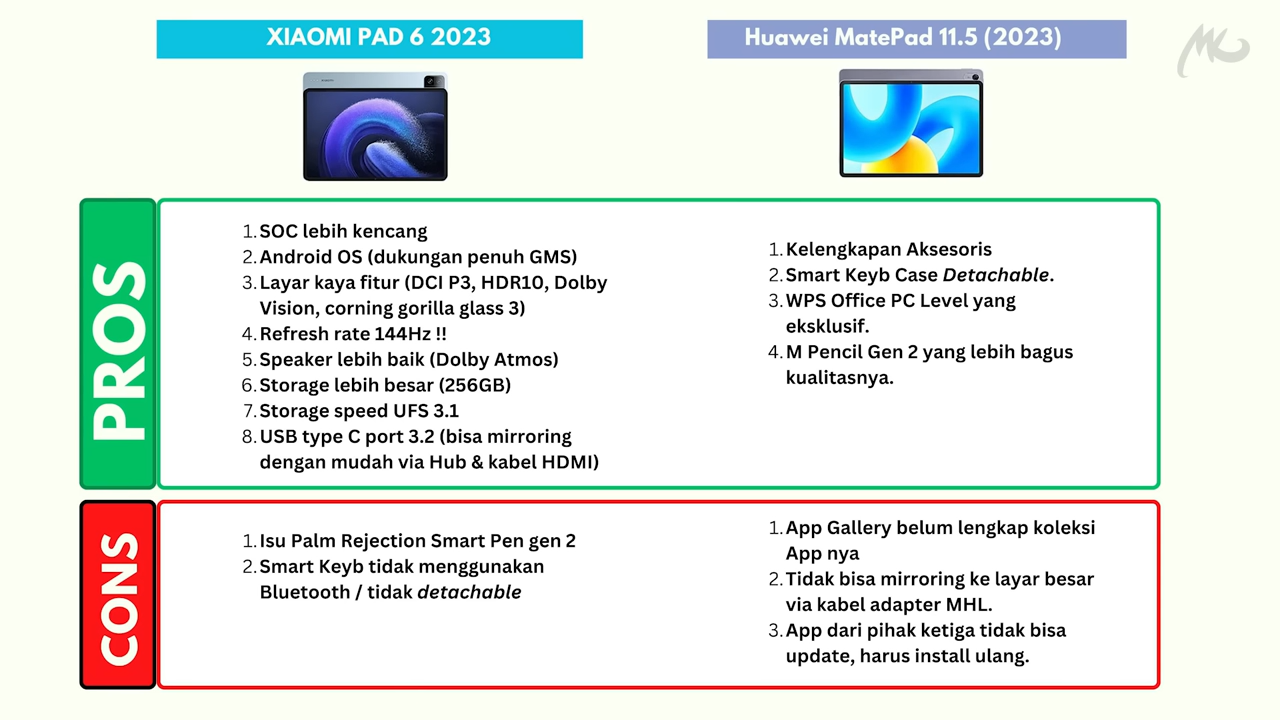 XIAOMI PAD 6 2023
Huawei MatePad 11.5 (2023)
PROS
1. SOC lebih kencang
2. Android OS (dukungan penuh GMS)
3. Layar kaya fitur (DCI P3, HDR10, Dolby
Vision, corning gorilla glass 3)
4. Refresh rate 144Hz !!
5. Speaker lebih baik (Dolby Atmos)
6. Storage lebih besar (256GB)
7. Storage speed UFS 3.1
8. USB type C port 3.2 (bisa mirroring
dengan mudah via Hub & kabel HDMI)
1. Kelengkapan Aksesoris
2. Smart Keyb Case Detachable.
3. WPS Office PC Level yang
eksklusif.
4. M Pencil Gen 2 yang lebih bagus
kualitasnya.
CONS
1. Isu Palm Rejection Smart Pen gen 2
2. Smart Keyb tidak menggunakan
Bluetooth / tidak detachable
1. App Gallery belum lengkap koleksi
App nya
2. Tidak bisa mirroring ke layar besar
via kabel adapter MHL.
3. App dari pihak ketiga tidak bisa
update, harus install ulang.